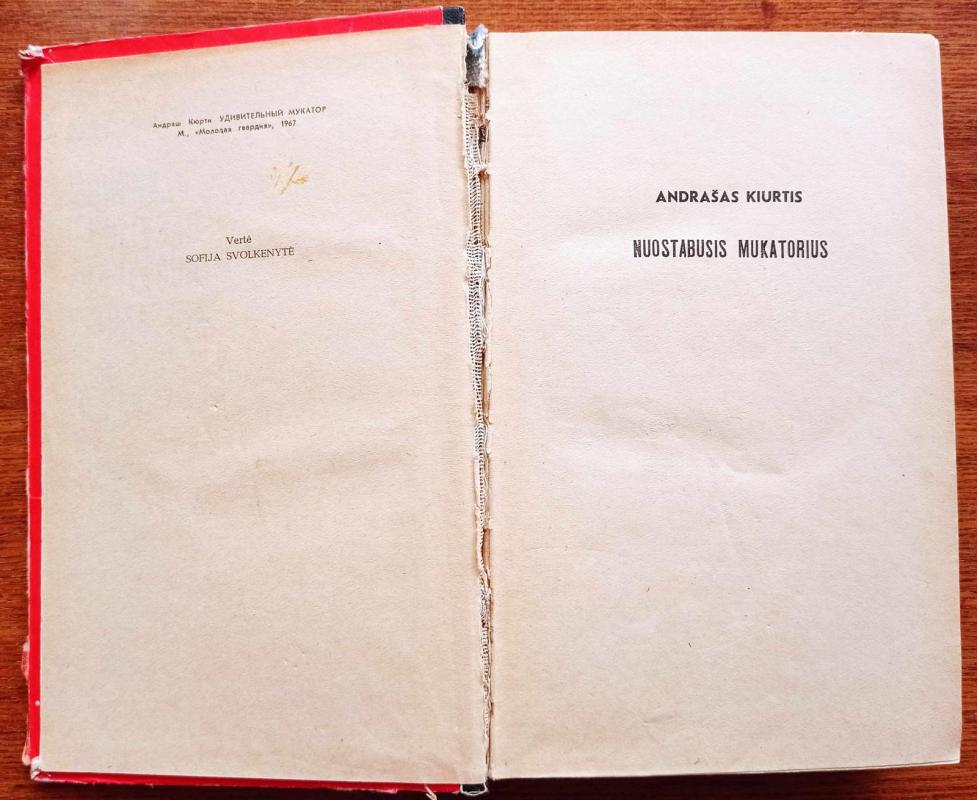 Андраш Кюрти УДИВИТЕЛЬНЫЙ МУКАТОР
М., «Молодая гвардия», 1967
Vertė
SOFIJA SVOLKENYTĖ
ANDRAŠAS KIURTIS
NUOSTABUSIS MUKATORIUS